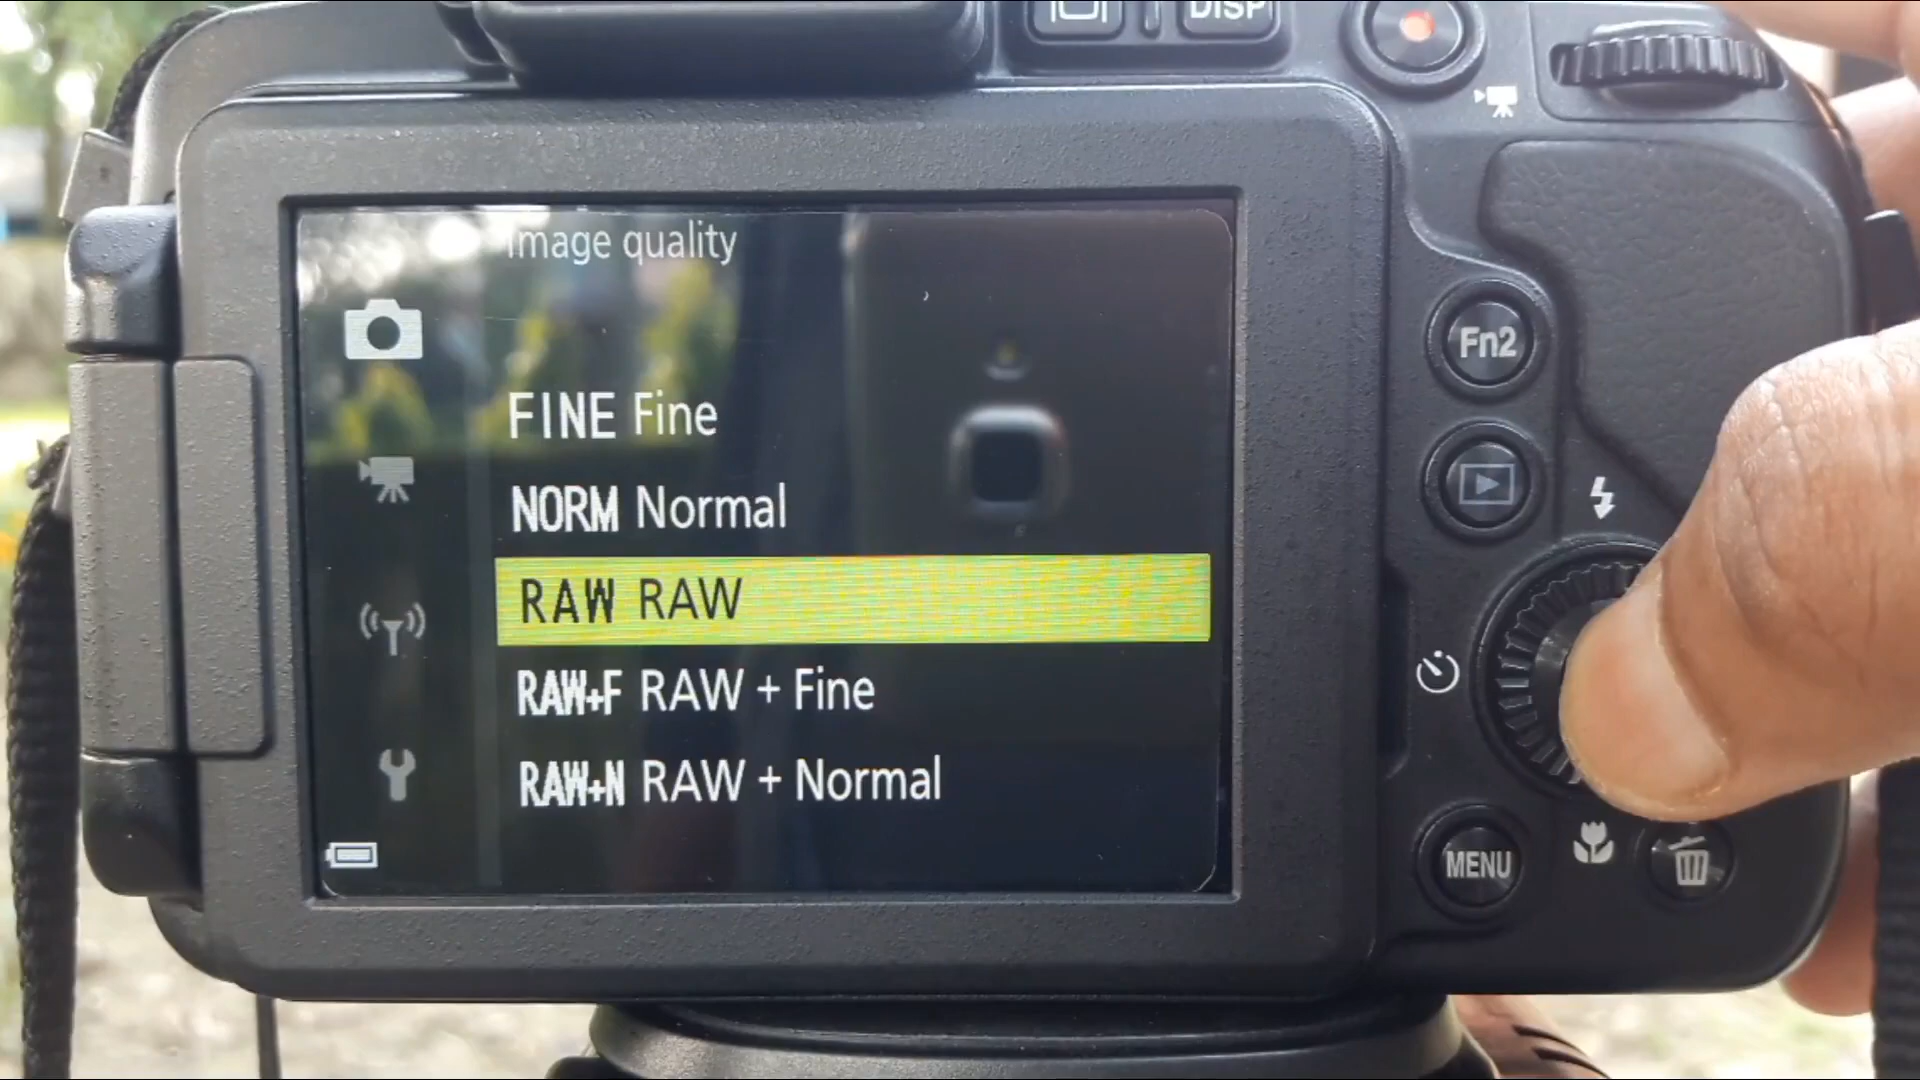 DISP
Image quality
FINE Fine
NORM Normal
RAW RAW
RAW+F RAW + Fine
RAW+N RAW + Normal
Fn2
MENU